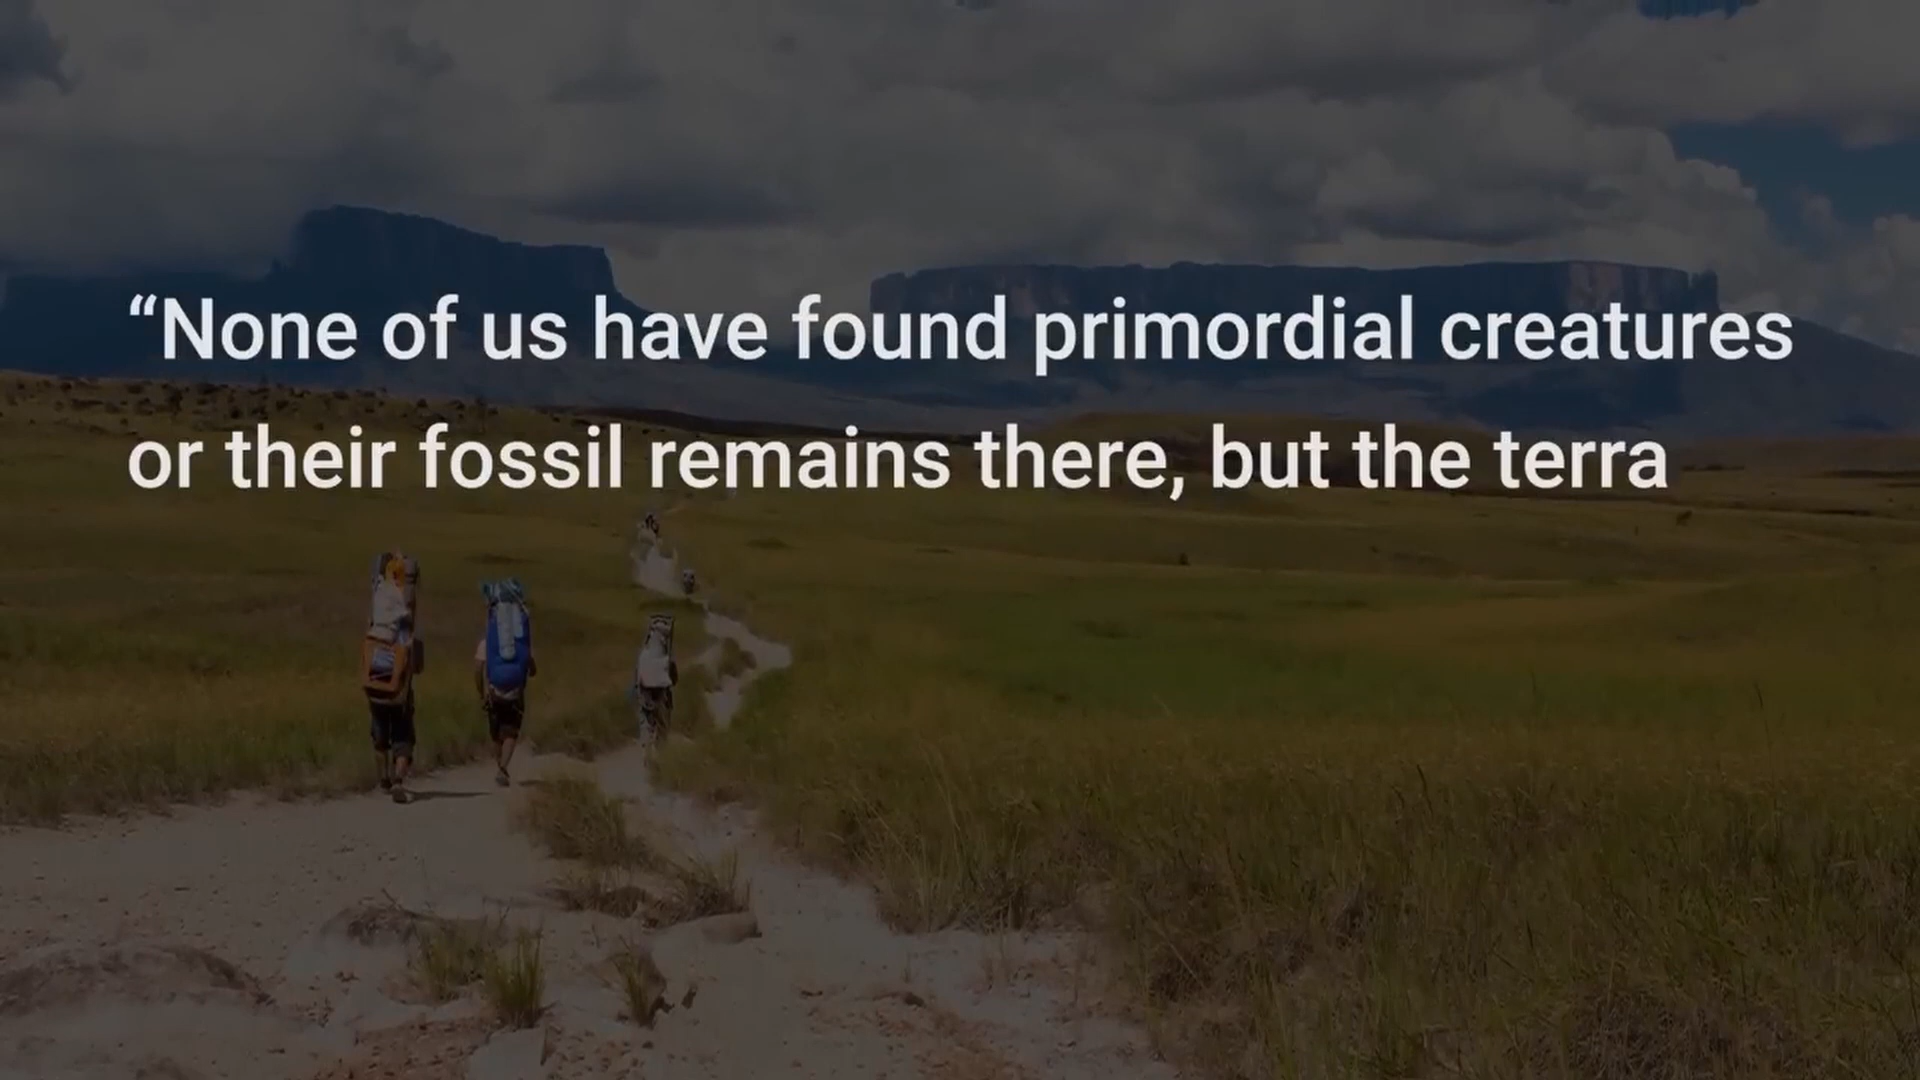 “None of us have found primordial creatures
or their fossil remains there, but the terra